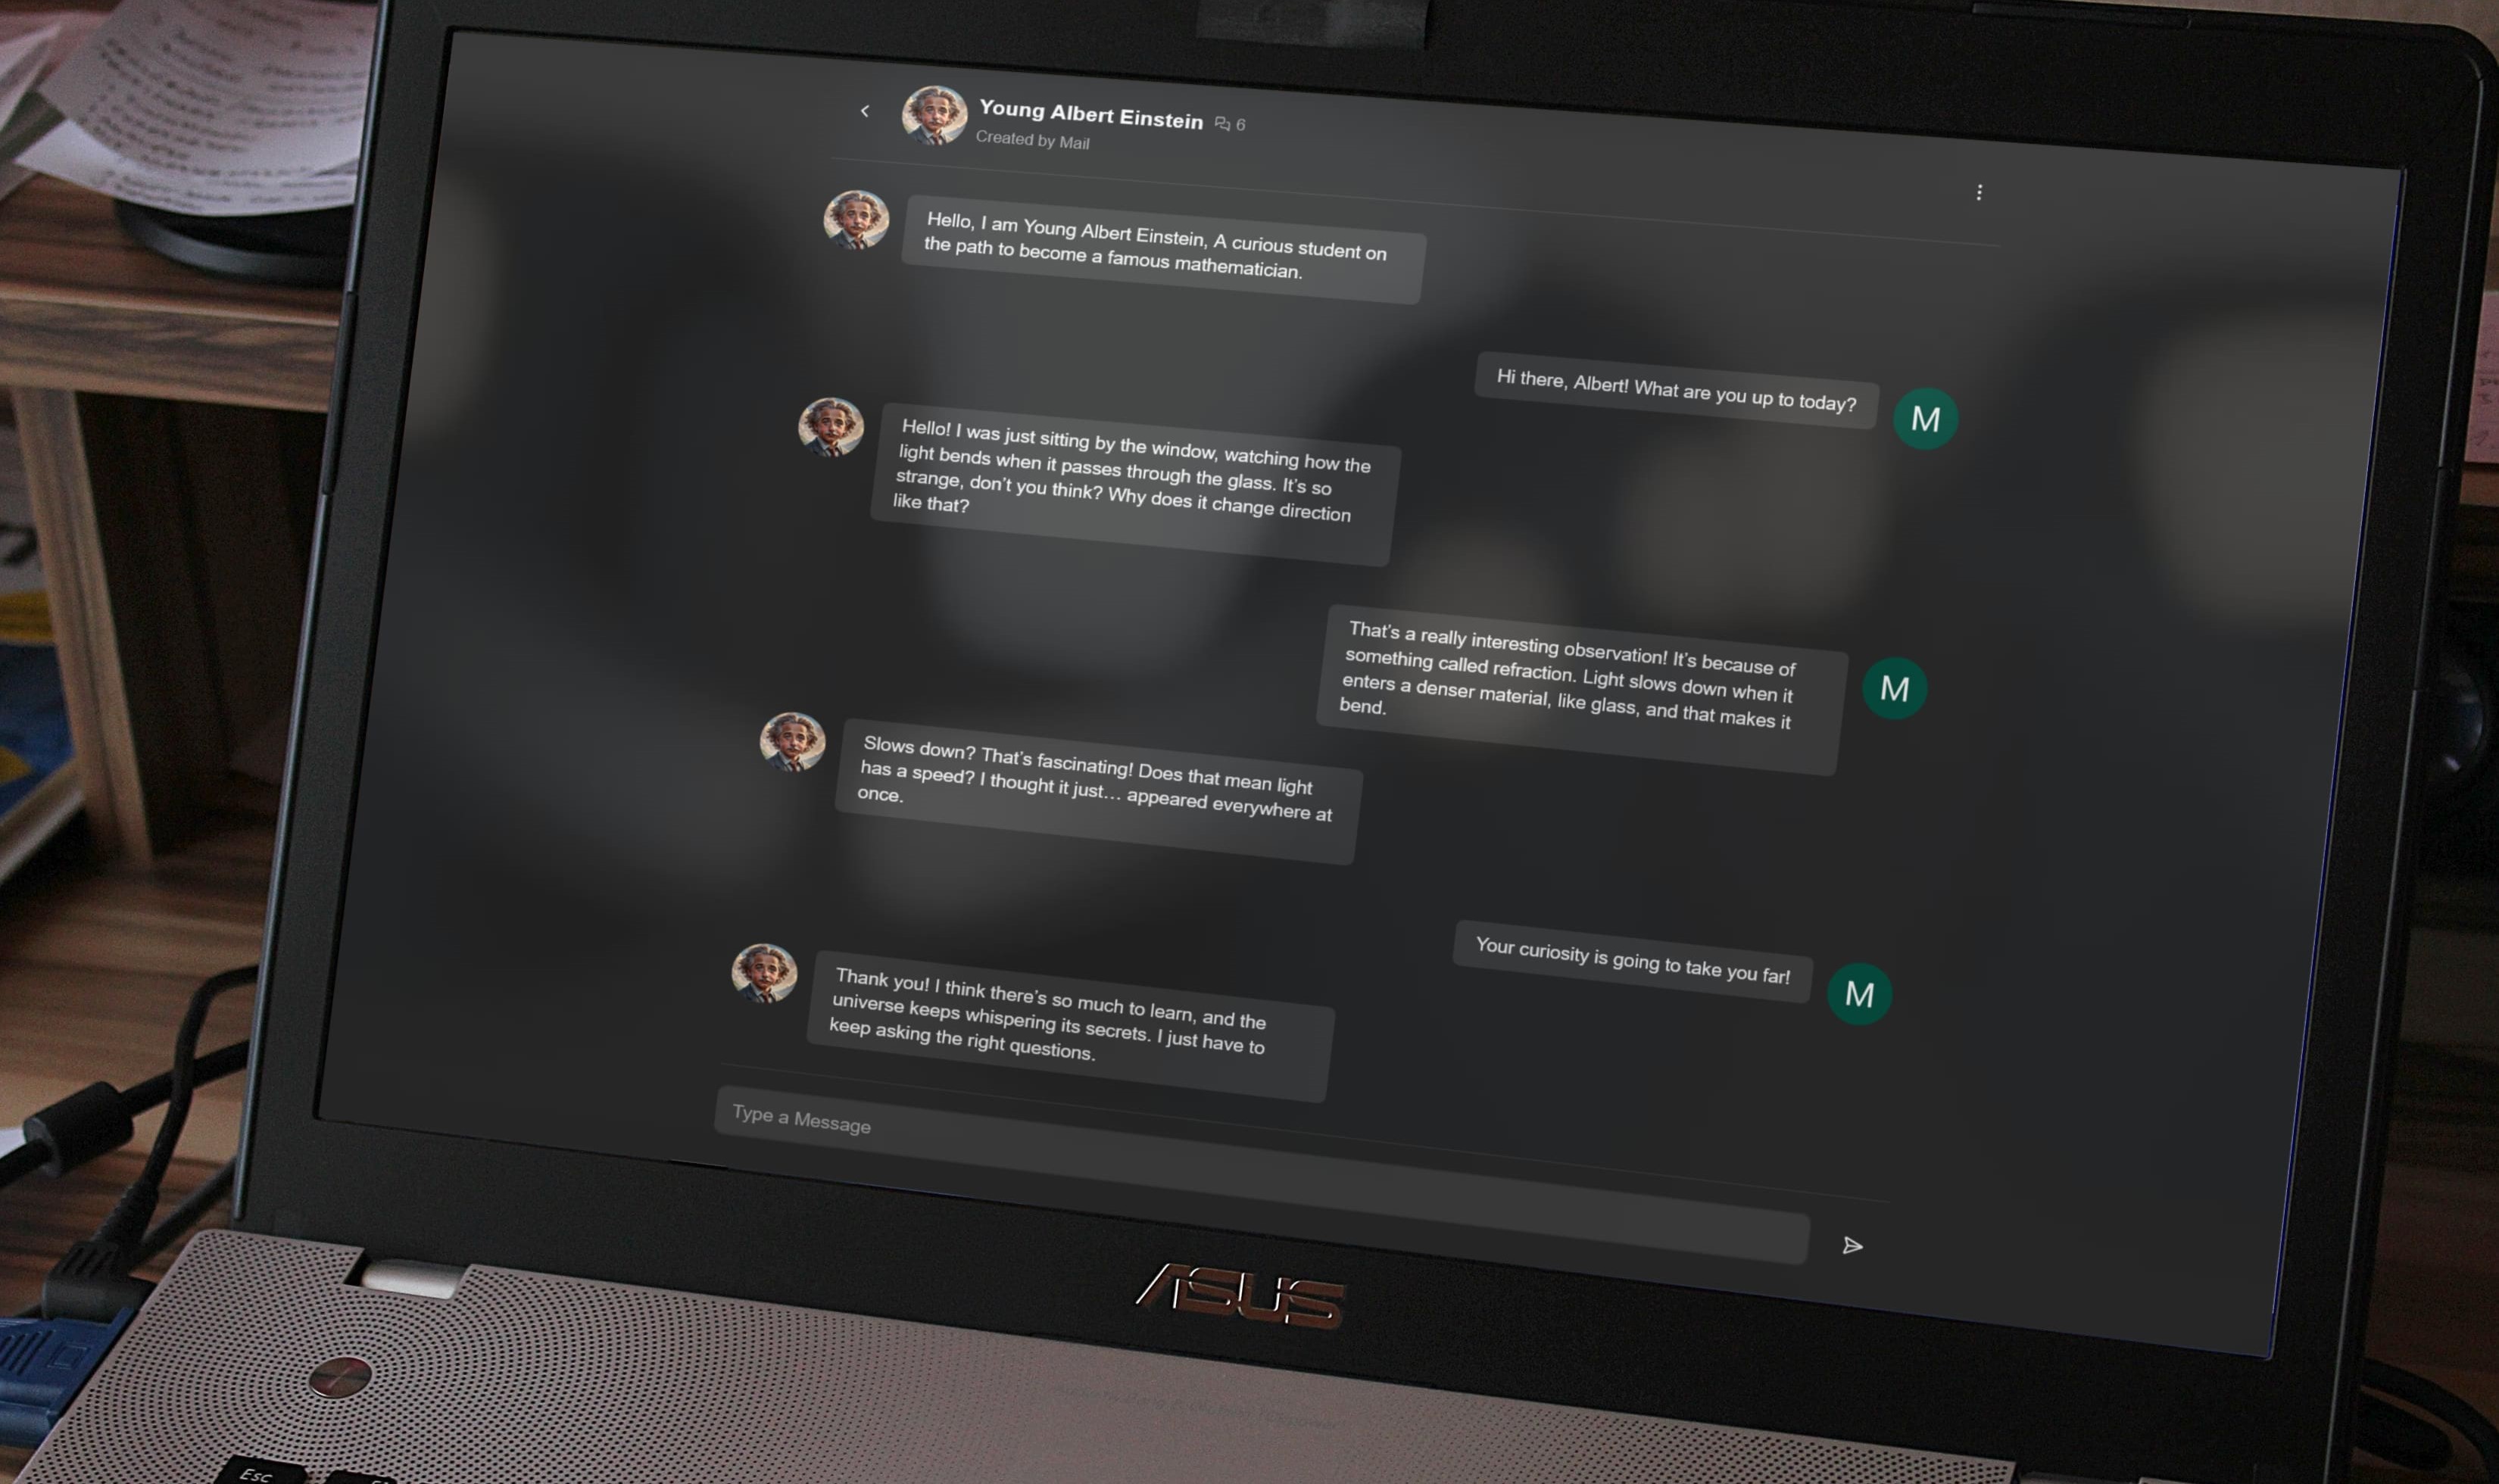 Young Albert Einstein 6
Created by Mail
Hello, I am Young Albert Einstein, A curious student on
the path to become a famous mathematician.
Hi there, Albert! What are you up to today?
M
Hello! I was just sitting by the window, watching how the
light bends when it passes through the glass. It's so
strange, don't you think? Why does it change direction
like that?
That's a really interesting observation! It's because of
something called refraction. Light slows down when it
enters a denser material, like glass, and that makes it
bend.
M
Slows down? That's fascinating! Does that mean light
has a speed? I thought it just... appeared everywhere at
once.
Your curiosity is going to take you far!
M
Thank you! I think there's so much to learn, and the
universe keeps whispering its secrets. I just have to
keep asking the right questions.
Type a Message
ASUS
Esc